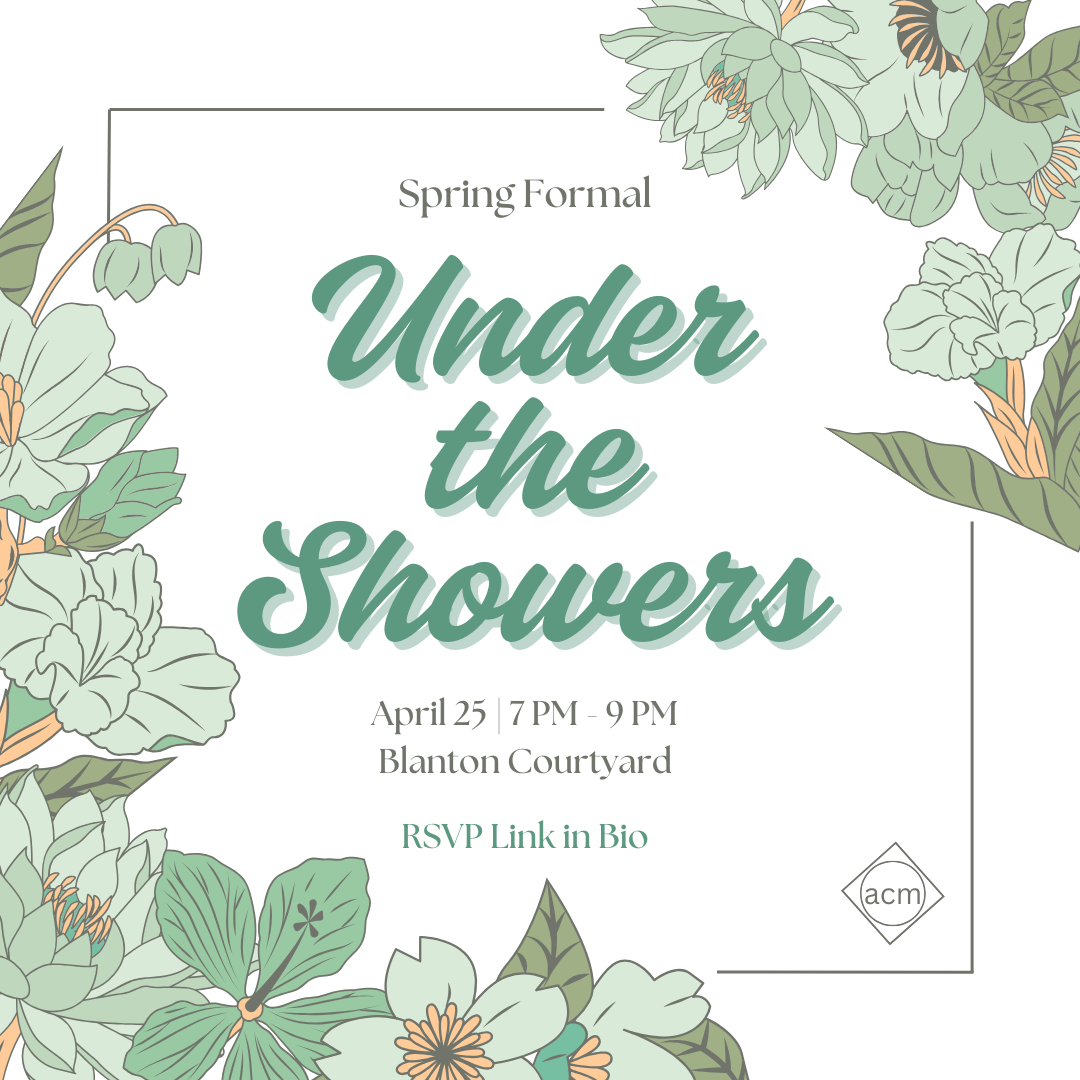 Spring Formal
Under
the
Showers
April 25 | 7 PM - 9 PM
Blanton Courtyard
RSVP Link in Bio
acm